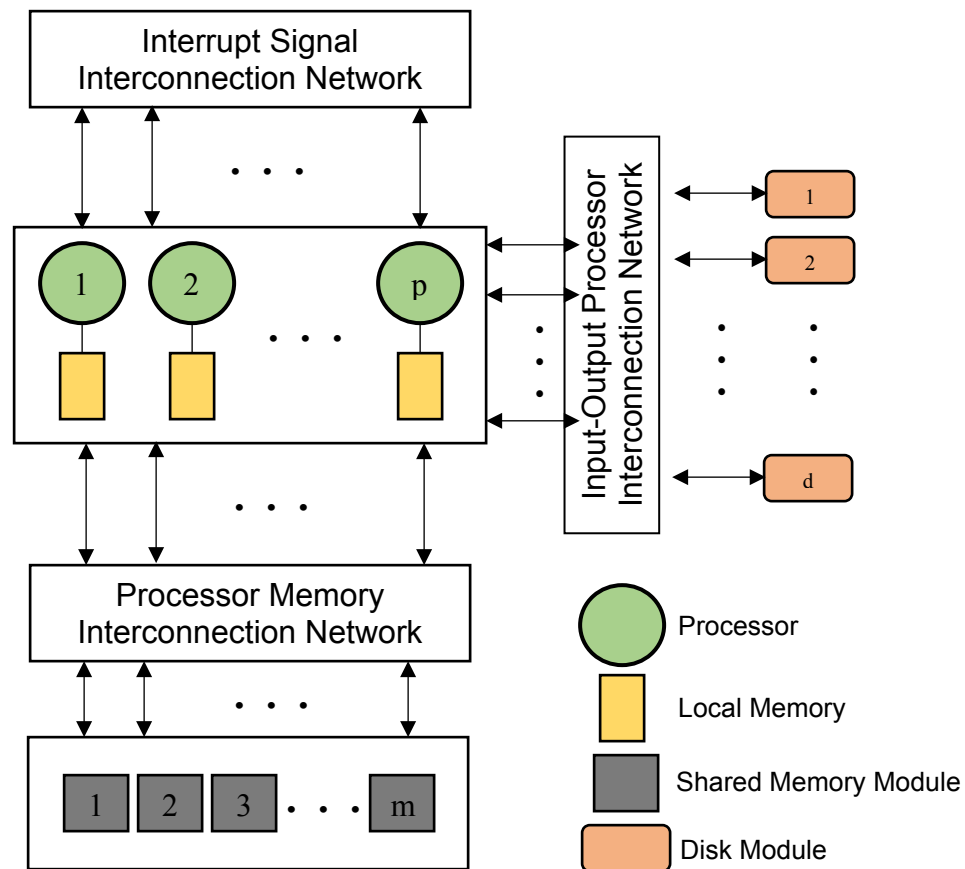 Interrupt Signal
Interconnection Network
1
2
p
Input-Output Processor
Interconnection Network
1
2
d
Processor Memory
Interconnection Network
1
2
3
m
Processor
Local Memory
Shared Memory Module
Disk Module